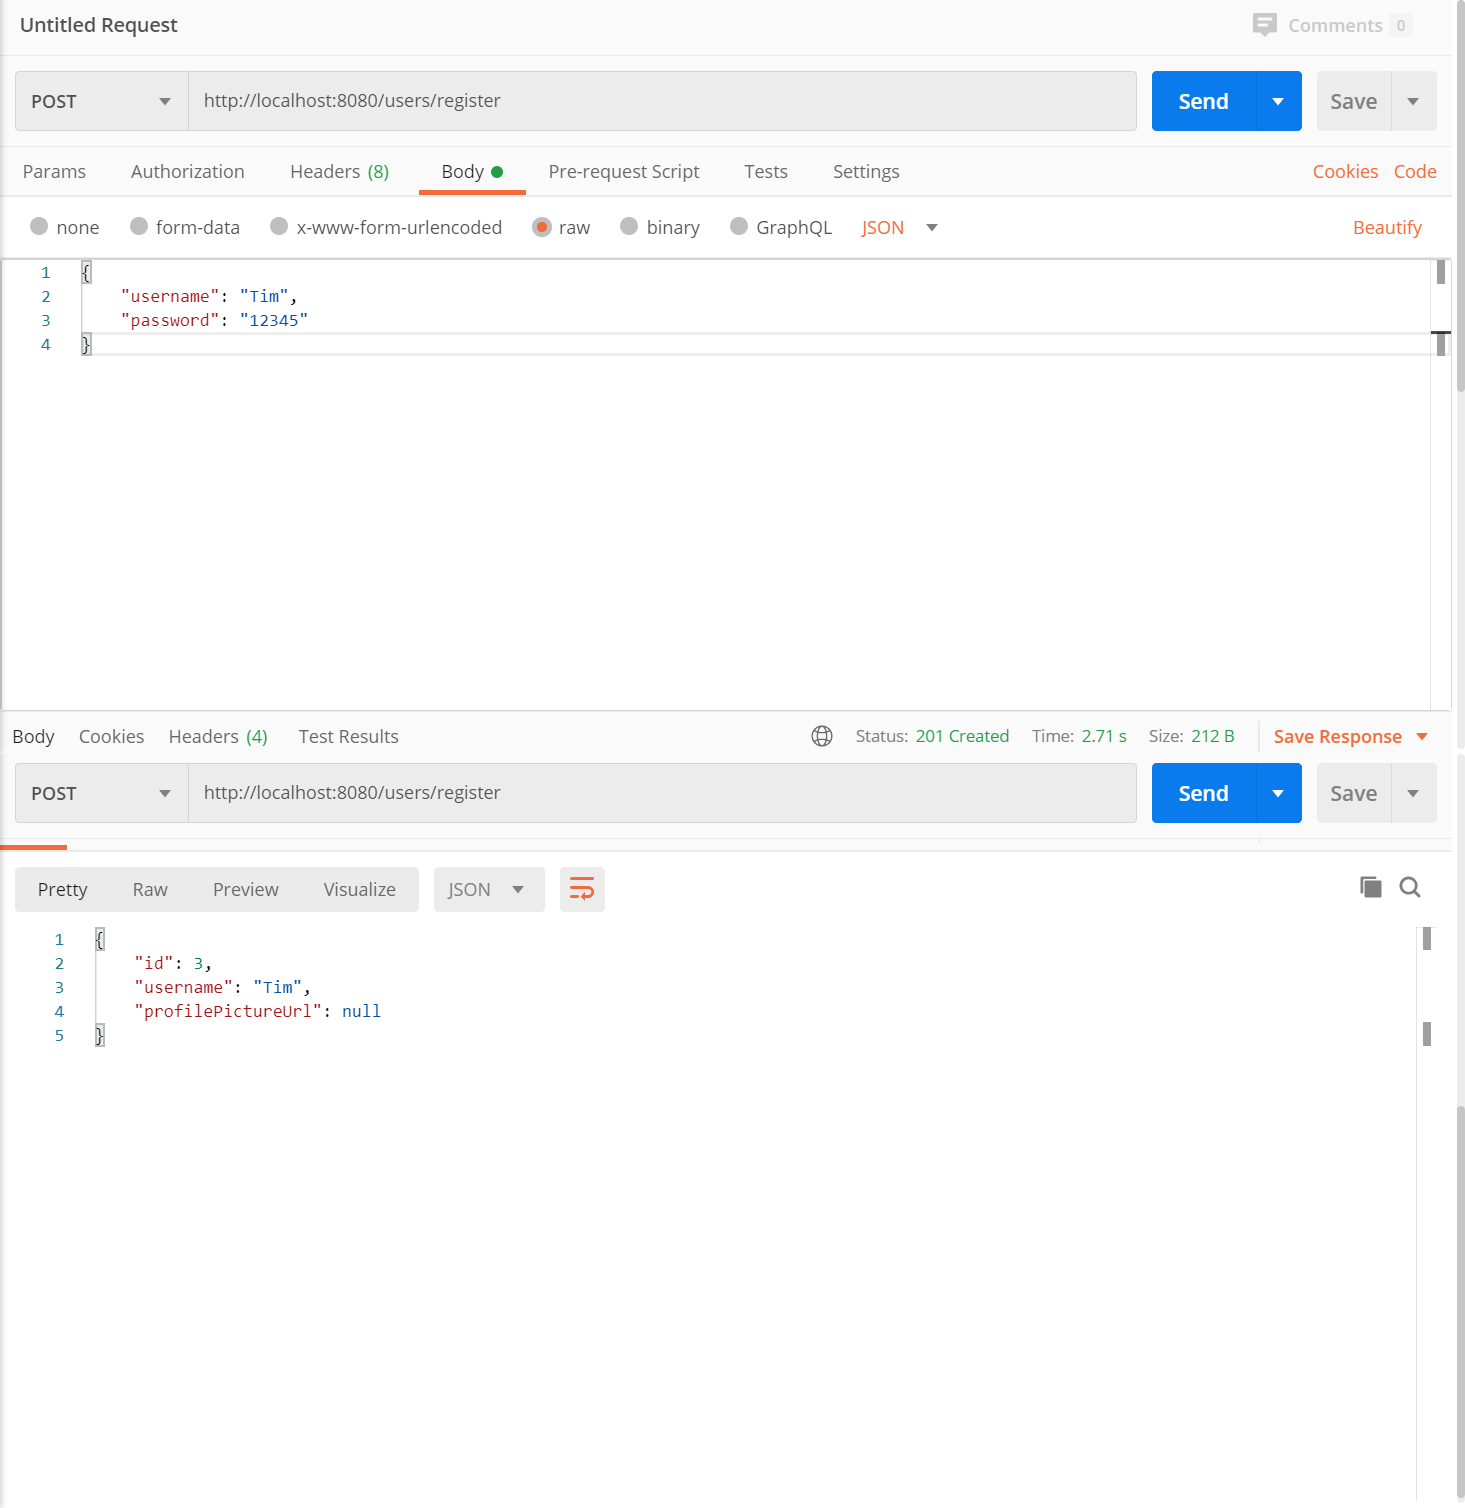 Untitled Request Comments 0
POST http://localhost:8080/users/register Send Save
Params Authorization Headers (8) Body Pre-request Script Tests Settings Cookies Code
none form-data x-www-form-urlencoded raw binary GraphQL JSON Beautify
1 {
2 "username": "Tim",
3 "password": "12345"
4 }
Body Cookies Headers (4) Test Results Status: 201 Created Time: 2.71 s Size: 212 B Save Response
POST http://localhost:8080/users/register Send Save
Pretty Raw Preview Visualize JSON
1 {
2 "id": 3,
3 "username": "Tim",
4 "profilePictureUrl": null
5 }